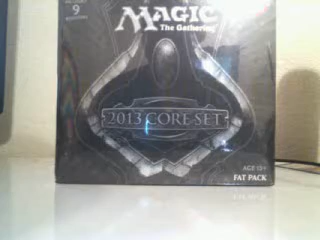 9
MAGIC
The Gathering
2013 CORE SET
AGE 13+
FAT PACK